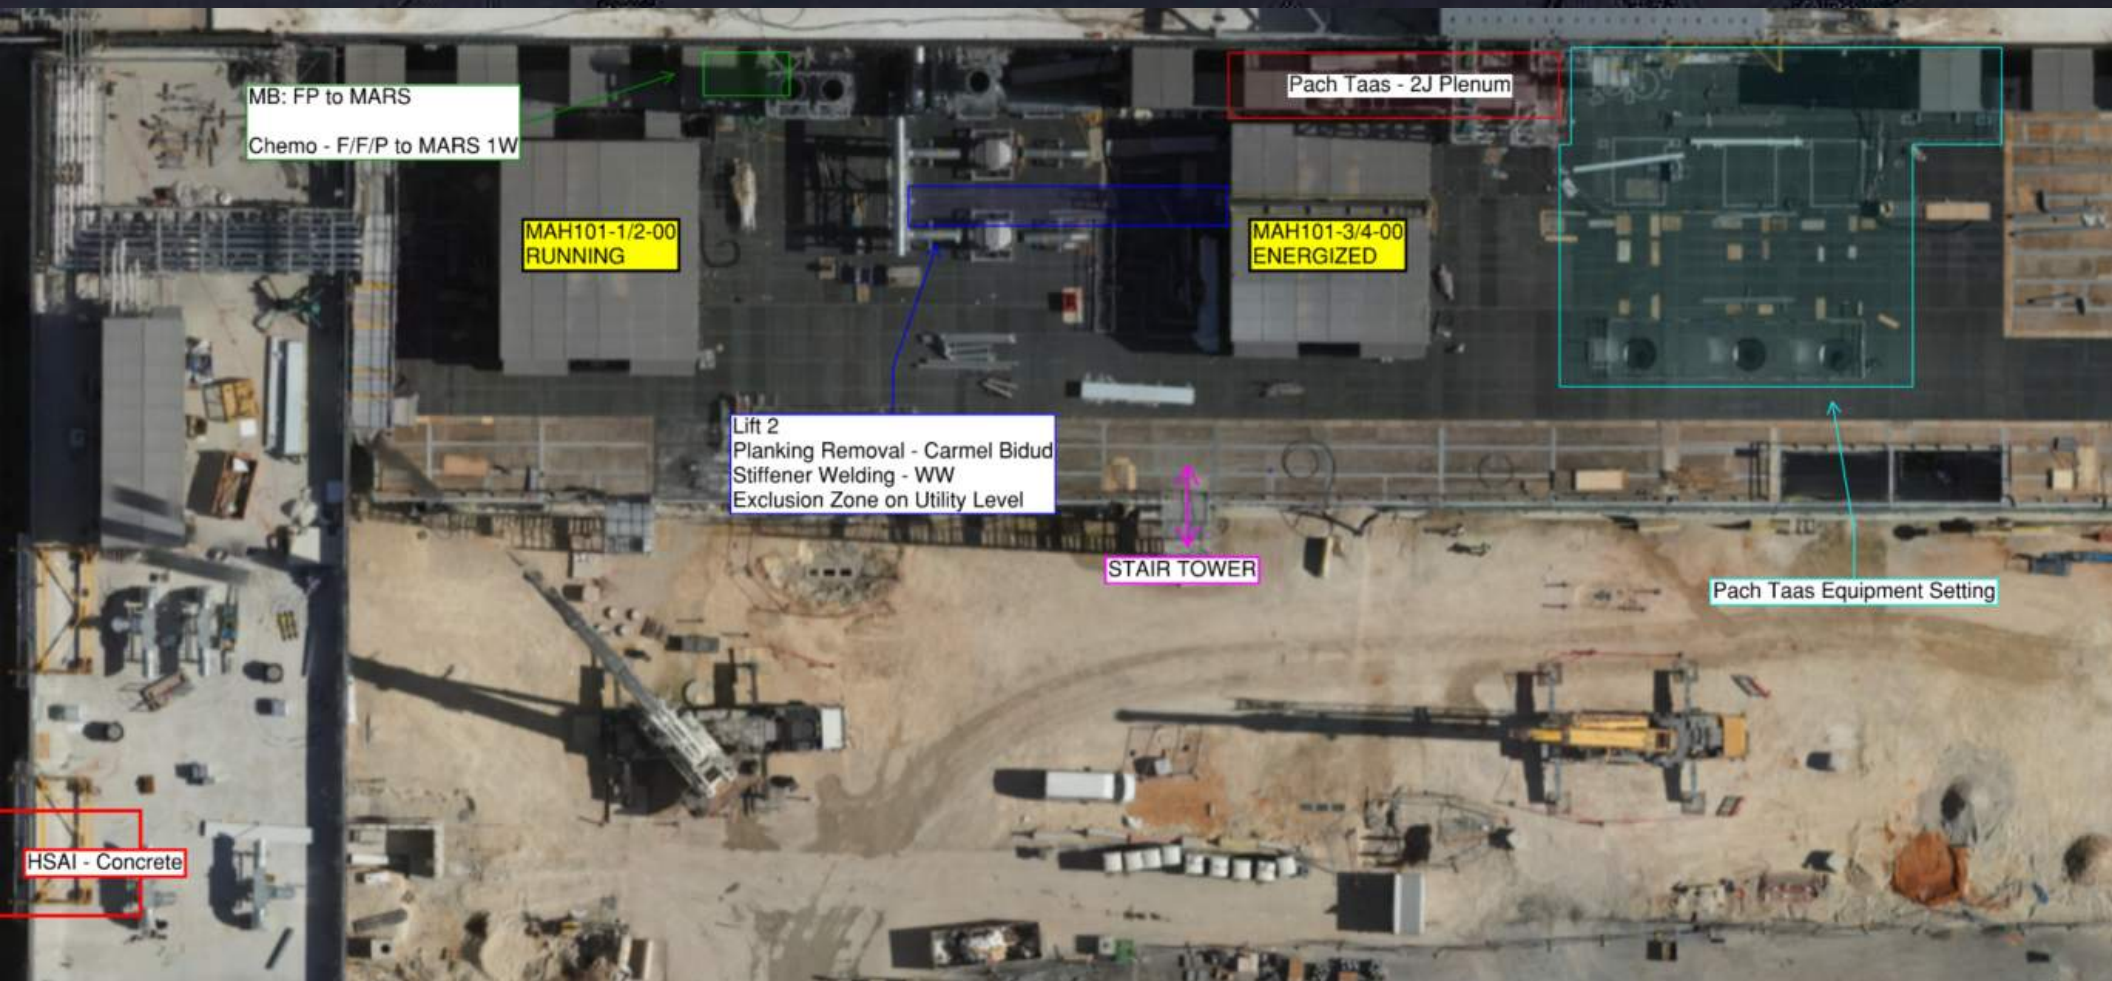 MB: FP to MARS
Chemo - F/F/P to MARS 1W
Pach Taas - 2J Plenum
MAH101-1/2-00
RUNNING
MAH101-3/4-00
ENERGIZED
Lift 2
Planking Removal - Carmel Bidud
Stiffener Welding - WW
Exclusion Zone on Utility Level
STAIR TOWER
Pach Taas Equipment Setting
HSAI - Concrete